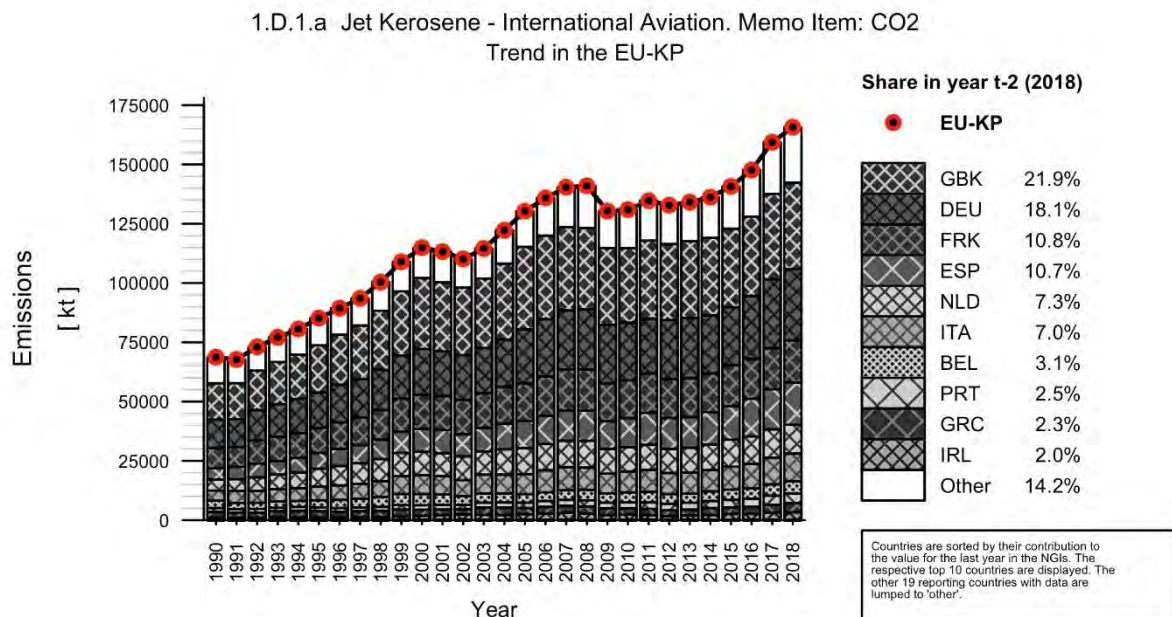 1.D.1.a Jet Kerosene - International Aviation. Memo Item: CO2
Trend in the EU-KP
Emissions
[ kt ]
175000
150000
125000
100000
75000
50000
25000
0
1990
1991
1992
1993
1994
1995
1996
1997
1998
1999
2000
2001
2002
2003
2004
2005
2006
2007
2008
2009
2010
2011
2012
2013
2014
2015
2016
2017
2018
Year
Share in year t-2 (2018)
EU-KP
GBK 21.9%
DEU 18.1%
FRK 10.8%
ESP 10.7%
NLD 7.3%
ITA 7.0%
BEL 3.1%
PRT 2.5%
GRC 2.3%
IRL 2.0%
Other 14.2%
Countries are sorted by their contribution to
the value for the last year in the NGIs. The
respective top 10 countries are displayed. The
other 19 reporting countries with data are
lumped to 'other'.